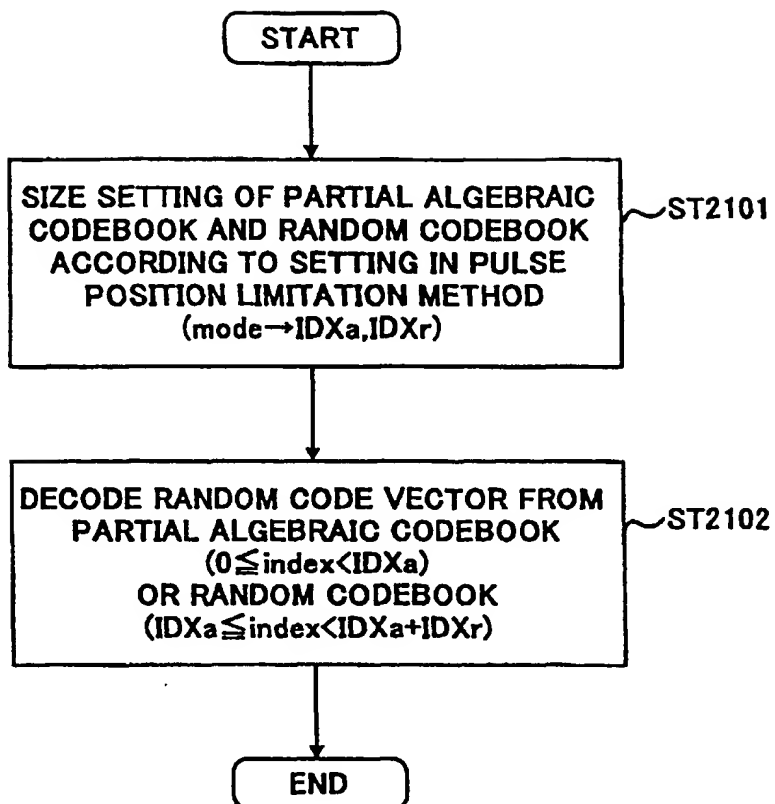 START
SIZE SETTING OF PARTIAL ALGEBRAIC
CODEBOOK AND RANDOM CODEBOOK
ACCORDING TO SETTING IN PULSE
POSITION LIMITATION METHOD
(mode→IDXa,IDXr)
ST2101
DECODE RANDOM CODE VECTOR FROM
PARTIAL ALGEBRAIC CODEBOOK
(0≦index<IDXa)
OR RANDOM CODEBOOK
(IDXa≦index<IDXa+IDXr)
ST2102
END